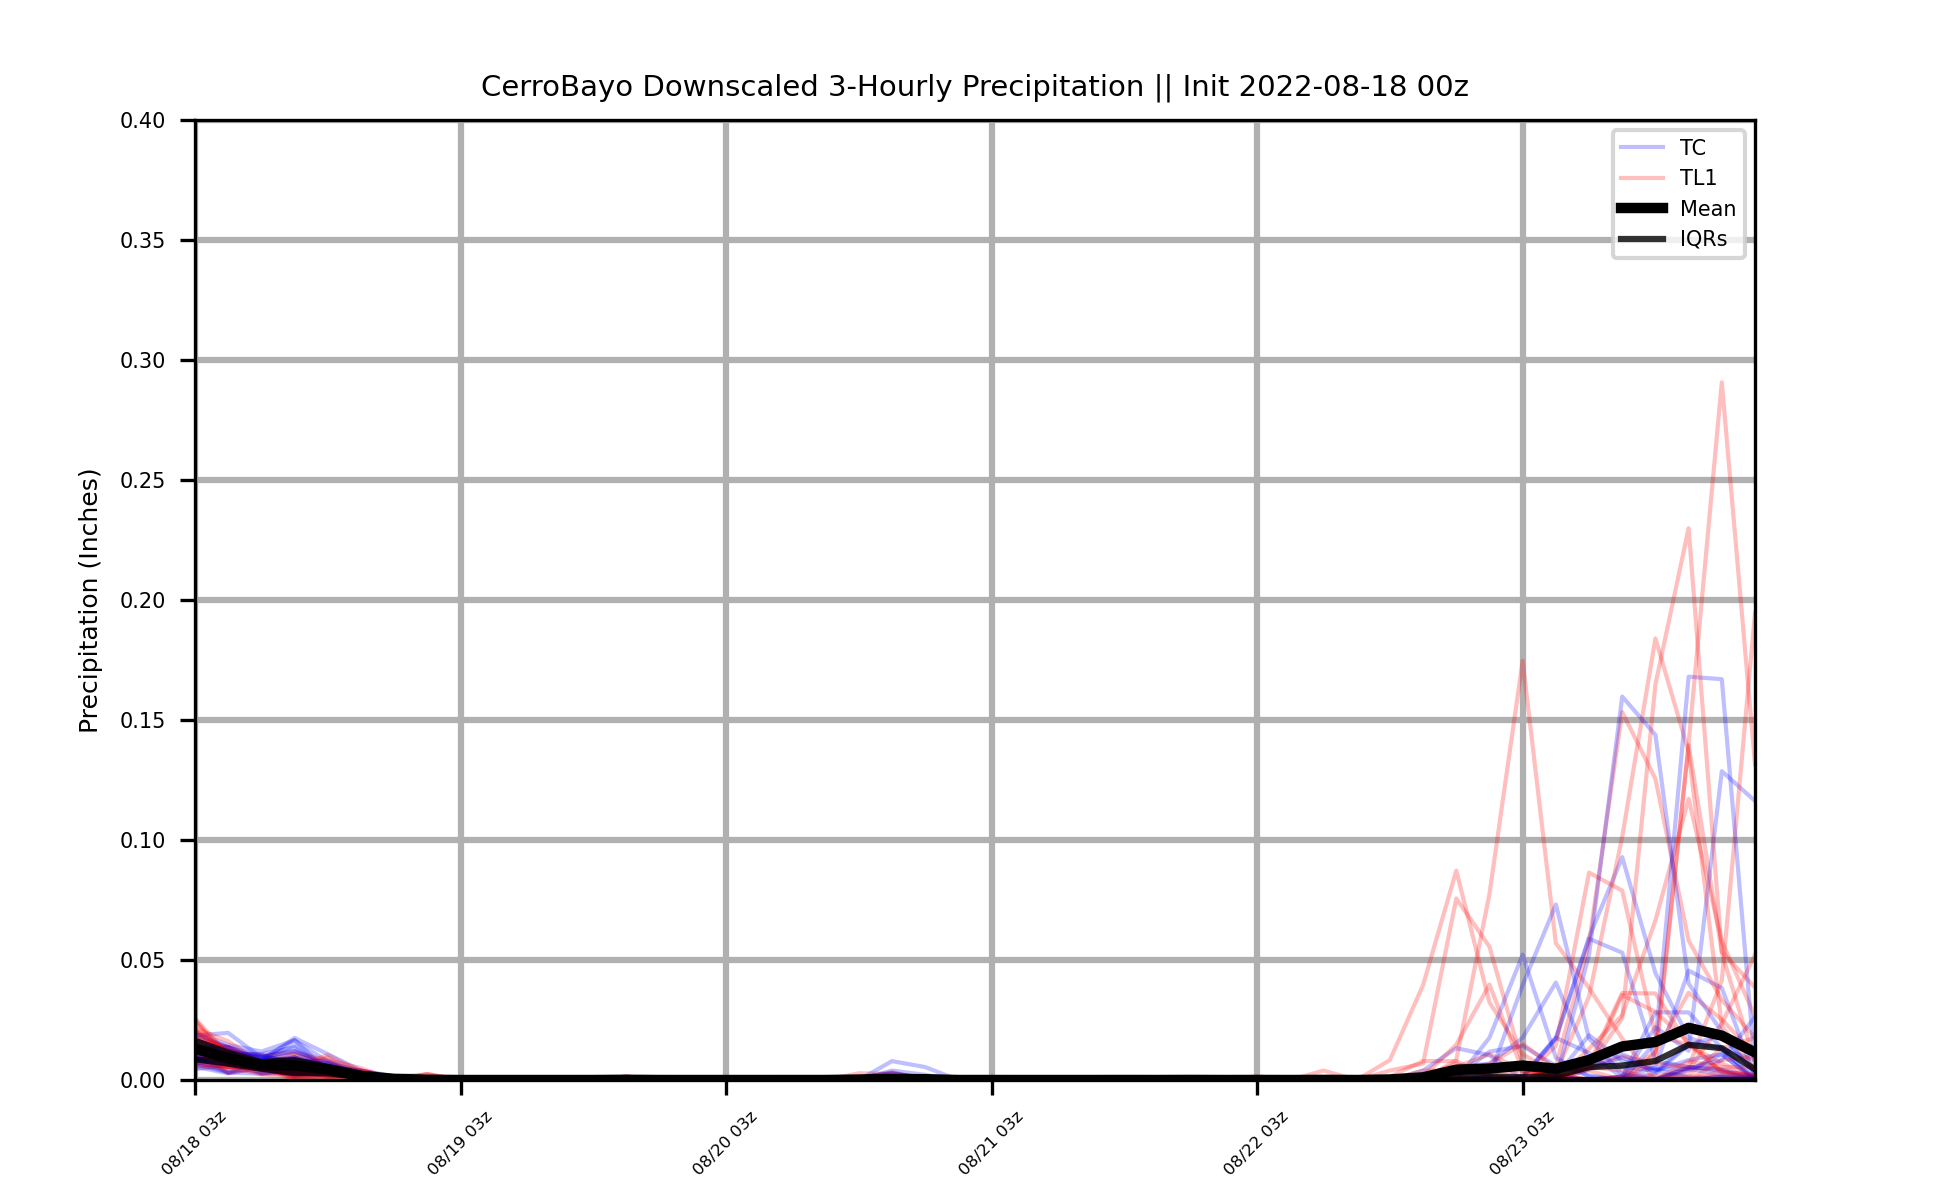 CerroBayo Downscaled 3-Hourly Precipitation || Init 2022-08-18 00z
0.40
0.35
0.30
0.25
0.20
0.15
0.10
0.05
0.00
Precipitation (Inches)
TC
TL1
Mean
IQRs
08/18 03z
08/19 03z
08/20 03z
08/21 03z
08/22 03z
08/23 03z